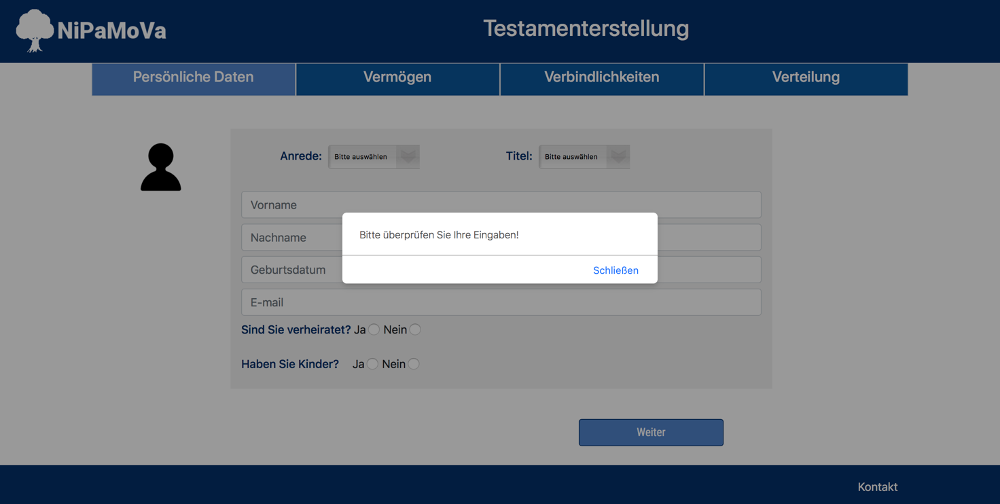 NiPaMoVa
Testamenterstellung
Persönliche Daten Vermögen Verbindlichkeiten Verteilung
Anrede: Bitte auswählen Titel: Bitte auswählen
Vorname
Nachname
Bitte überprüfen Sie Ihre Eingaben!
Geburtsdatum
Schließen
E-mail
Sind Sie verheiratet? Ja Nein
Haben Sie Kinder? Ja Nein
Weiter
Kontakt